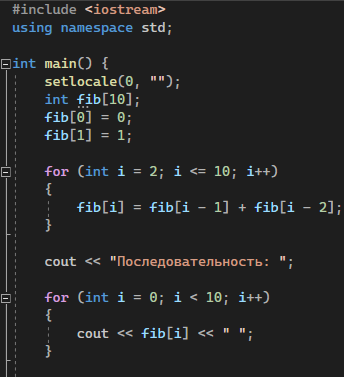 #include <iostream>
using namespace std;
int main() {
setlocale(0, "");
int fib[10];
fib[0] = 0;
fib[1] = 1;
for (int i = 2; i <= 10; i++)
{
fib[i] = fib[i - 1] + fib[i - 2];
}
cout << "Последовательность: ";
for (int i = 0; i < 10; i++)
{
cout << fib[i] << " ";
}